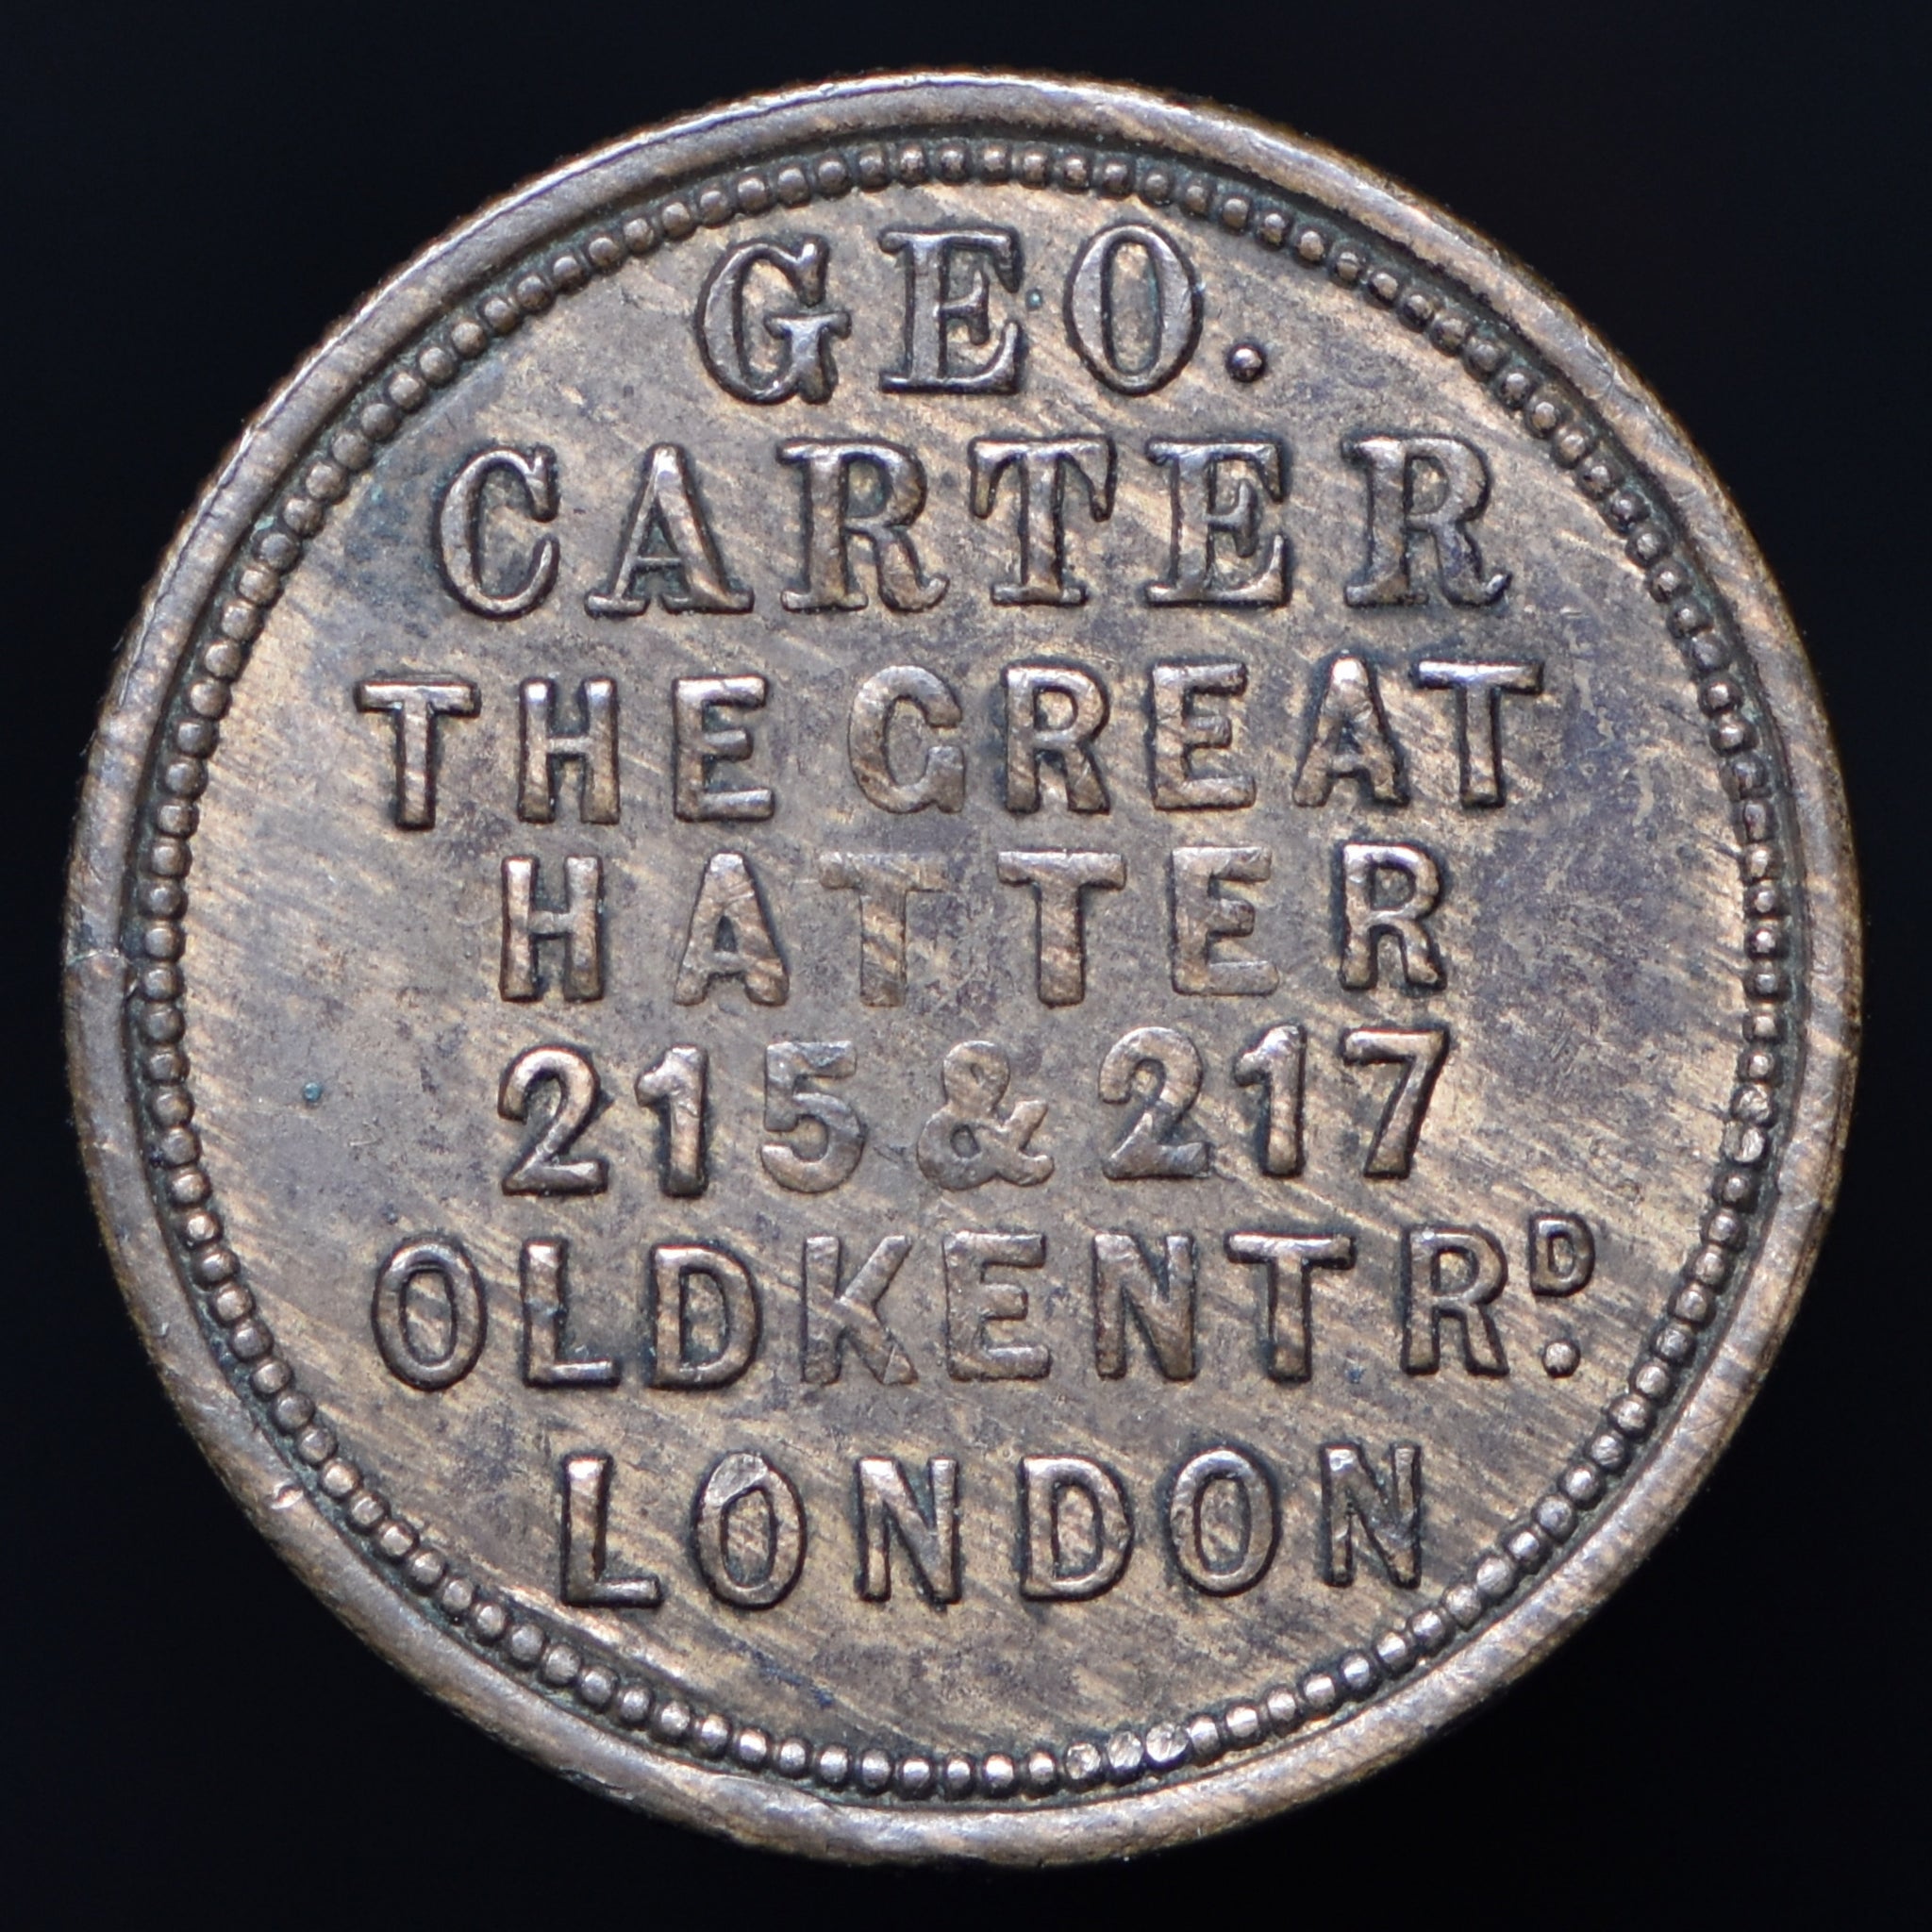 GEO.
CARTER
THE GREAT
HATTER
215 & 217
OLD KENT RD.
LONDON